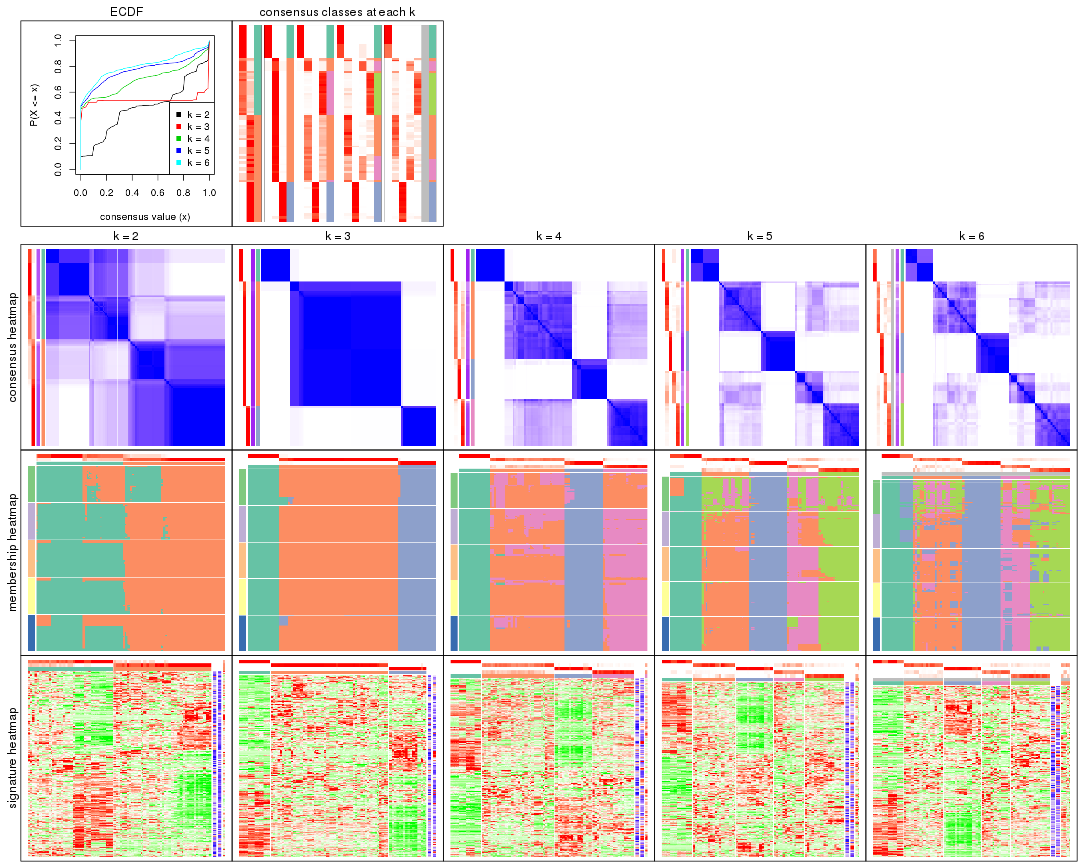 ECDF
consensus classes at each k
P(X <= x)
0.0 0.2 0.4 0.6 0.8 1.0
k = 2
k = 3
k = 4
k = 5
k = 6
0.0 0.2 0.4 0.6 0.8 1.0
consensus value (x)
k = 2
k = 3
k = 4
k = 5
k = 6
consensus heatmap
membership heatmap
signature heatmap